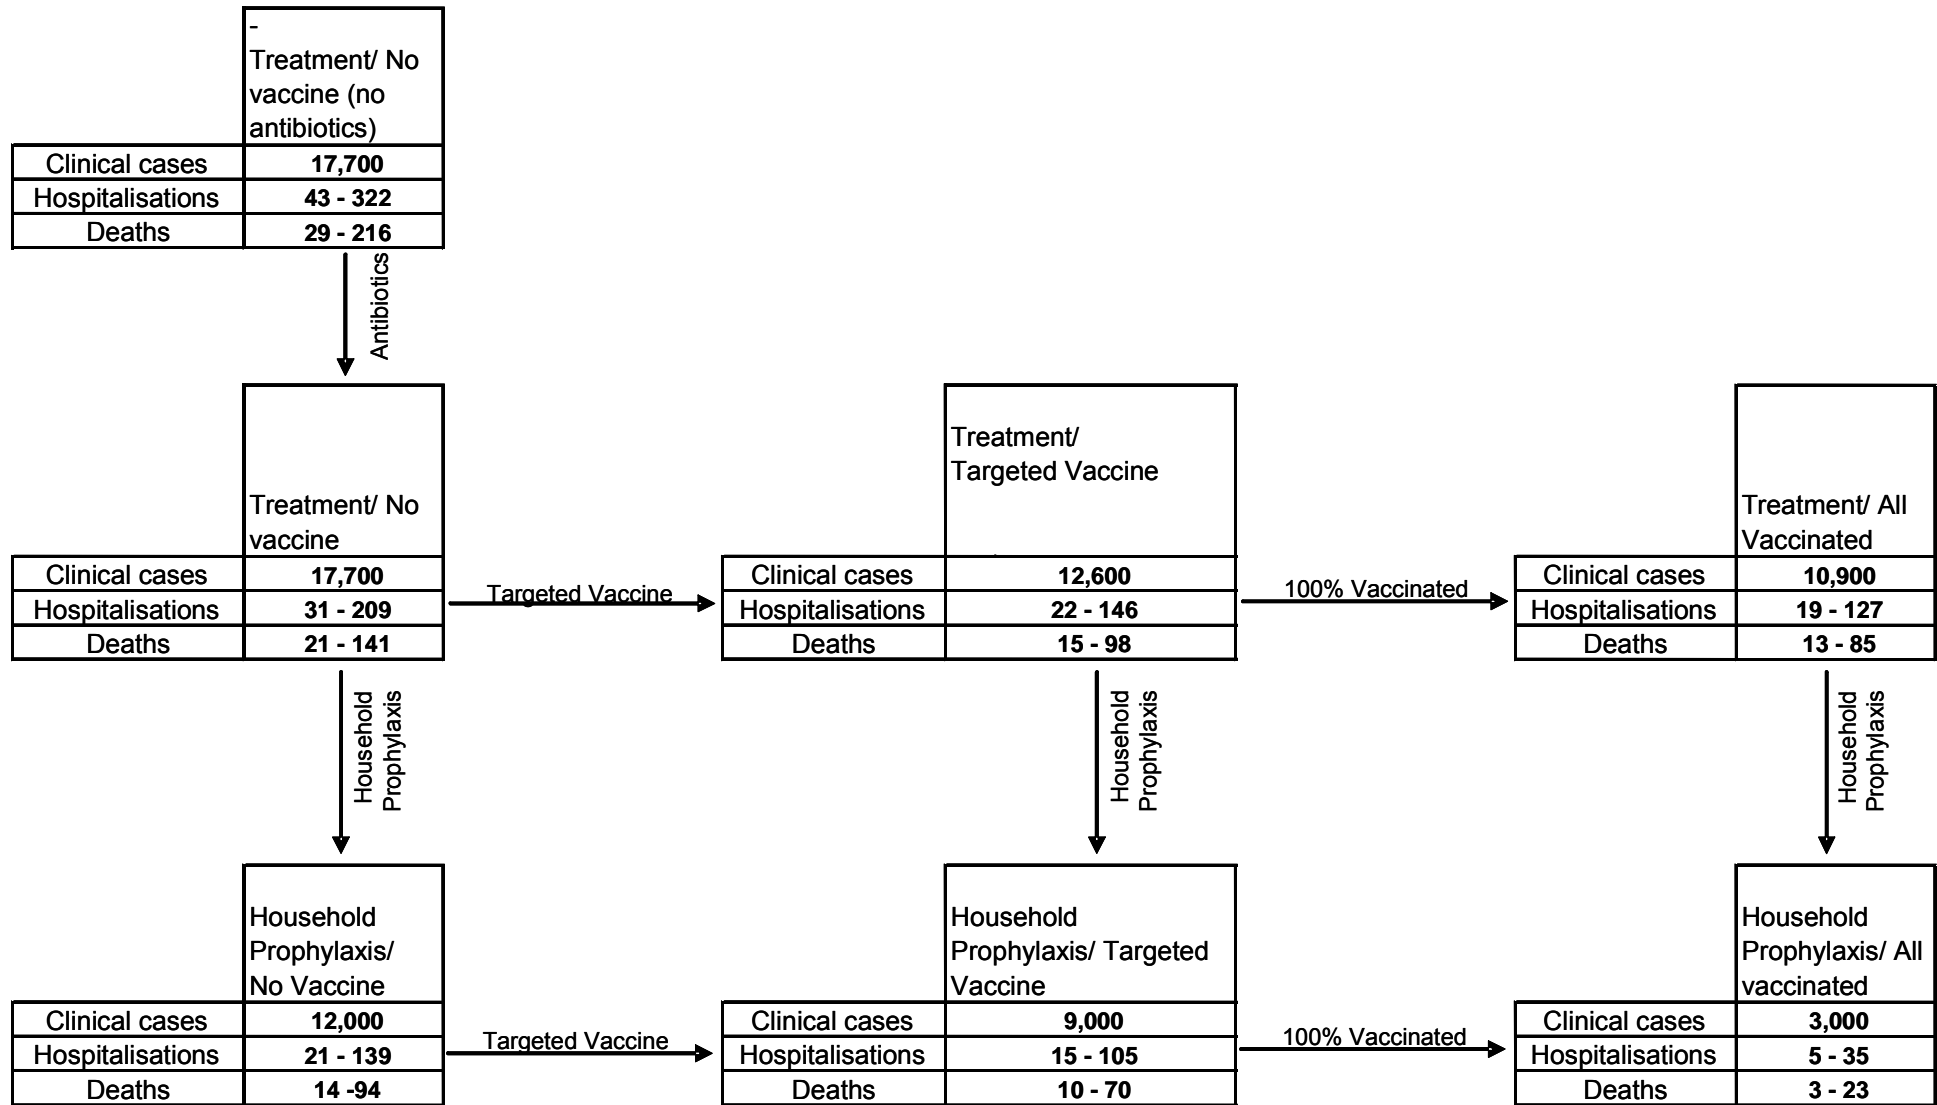 -
Treatment/ No
vaccine (no
antibiotics)
Clinical cases 17,700
Hospitalisations 43 - 322
Deaths 29 - 216
Antibiotics
Treatment/ No
vaccine
Clinical cases 17,700
Hospitalisations 31 - 209
Deaths 21 - 141
Targeted Vaccine
Treatment/
Targeted Vaccine
Clinical cases 12,600
Hospitalisations 22 - 146
Deaths 15 - 98
100% Vaccinated
Treatment/ All
Vaccinated
Clinical cases 10,900
Hospitalisations 19 - 127
Deaths 13 - 85
Household
Prophylaxis
Household
Prophylaxis
Household
Prophylaxis
Household
Prophylaxis/
No Vaccine
Clinical cases 12,000
Hospitalisations 21 - 139
Deaths 14 -94
Targeted Vaccine
Household
Prophylaxis/ Targeted
Vaccine
Clinical cases 9,000
Hospitalisations 15 - 105
Deaths 10 - 70
100% Vaccinated
Household
Prophylaxis/ All
vaccinated
Clinical cases 3,000
Hospitalisations 5 - 35
Deaths 3 - 23